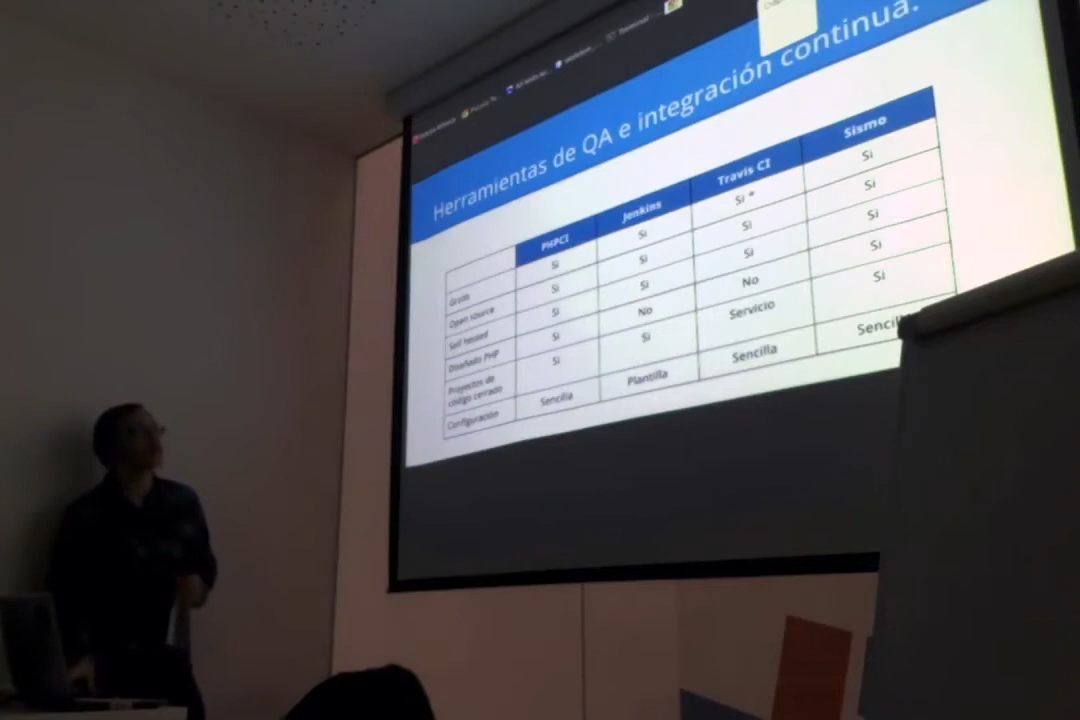 Herramientas de QA e integración continua.
PHPCI Jenkins Travis CI Sismo
Gratis Si Si Si * Si
Open source Si Si Si Si
Self hosted Si Si Si Si
Diseñado PHP Si No No Si
Proyectos de
código cerrado Si Si Servicio Si
Configuración Sencilla Plantilla Sencilla